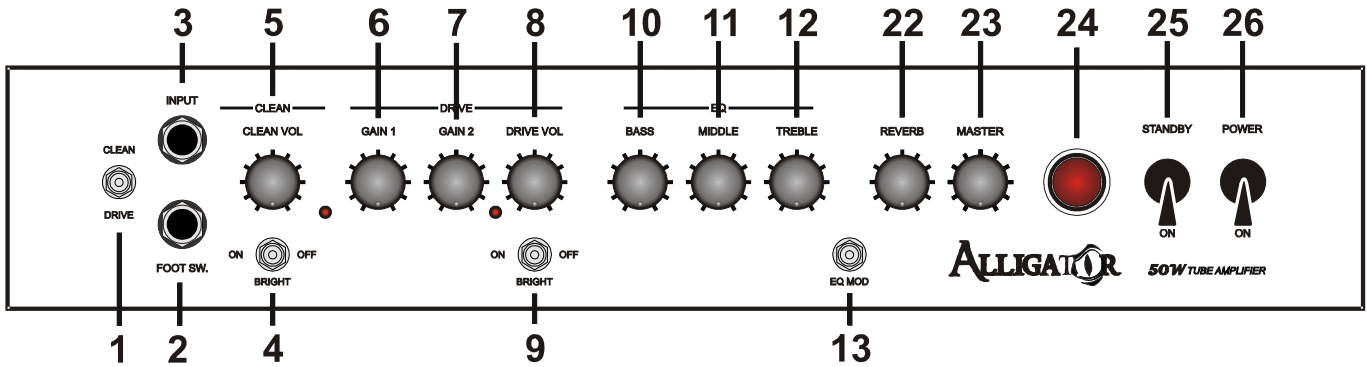 3 5 6 7 8 10 11 12 22 23 24 25 26
INPUT
CLEAN
DRIVE
EQ
CLEAN VOL
GAIN 1
GAIN 2
DRIVE VOL
BASS
MIDDLE
TREBLE
REVERB
MASTER
STANDBY
POWER
CLEAN
DRIVE
ON
ON
FOOT SW.
ON
OFF
BRIGHT
ON
OFF
BRIGHT
EQ MOD
ALLIGATOR
50W TUBE AMPLIFIER
1 2 4 9 13